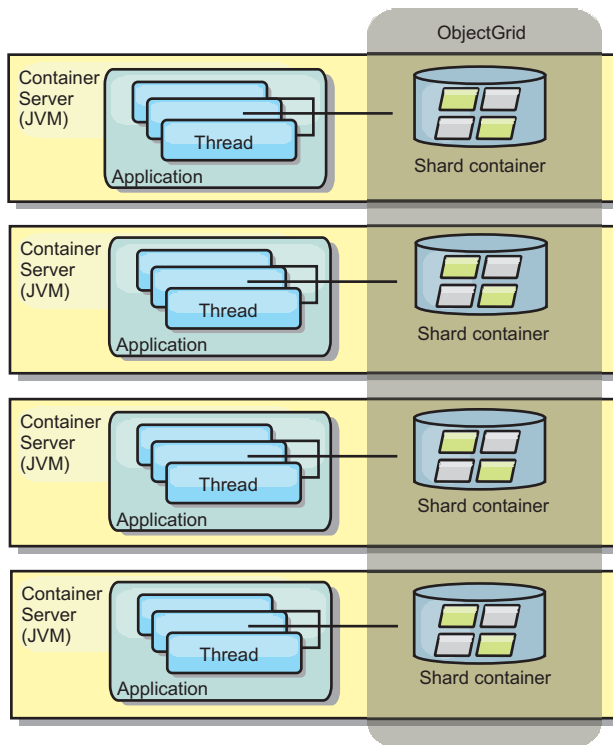 ObjectGrid
Container
Server
(JVM)
Thread
Application
Shard container
Container
Server
(JVM)
Thread
Application
Shard container
Container
Server
(JVM)
Thread
Application
Shard container
Container
Server
(JVM)
Thread
Application
Shard container